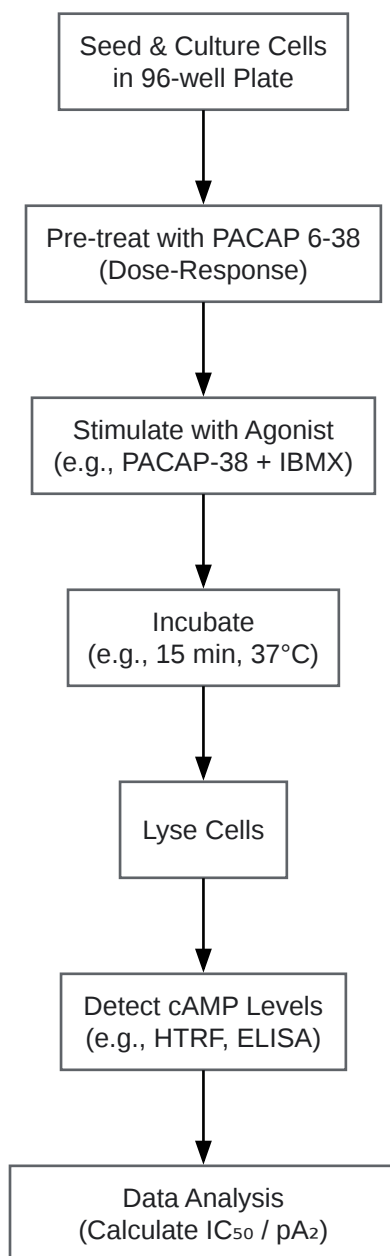 Seed & Culture Cells
in 96-well Plate
Pre-treat with PACAP 6-38
(Dose-Response)
Stimulate with Agonist
(e.g., PACAP-38 + IBMX)
Incubate
(e.g., 15 min, 37°C)
Lyse Cells
Detect cAMP Levels
(e.g., HTRF, ELISA)
Data Analysis
(Calculate IC₅₀ / pA₂)